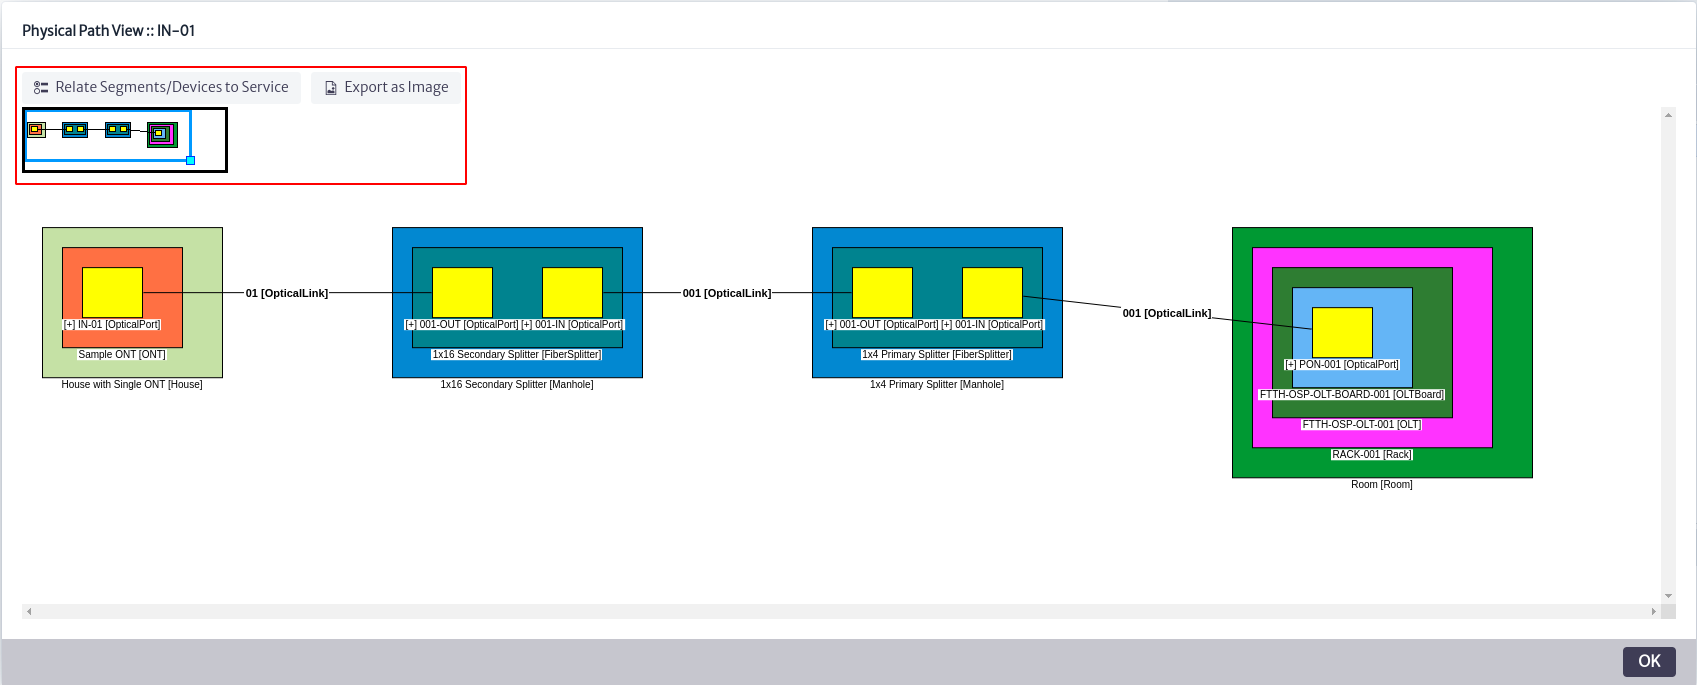 Physical Path View :: IN-01
Relate Segments/Devices to Service
Export as Image
01 [OpticalLink]
001 [OpticalLink]
001 [OpticalLink]
[+] IN-01 [OpticalPort]
[+] 001-OUT [OpticalPort]
[+] 001-IN [OpticalPort]
[+] 001-OUT [OpticalPort]
[+] 001-IN [OpticalPort]
Sample ONT [ONT]
1x16 Secondary Splitter [FiberSplitter]
1x4 Primary Splitter [FiberSplitter]
[+] PON-001 [OpticalPort]
House with Single ONT [House]
1x16 Secondary Splitter [Manhole]
1x4 Primary Splitter [Manhole]
FTTH-OSP-OLT-BOARD-001 [OLTBoard]
FTTH-OSP-OLT-001 [OLT]
RACK-001 [Rack]
Room [Room]
OK